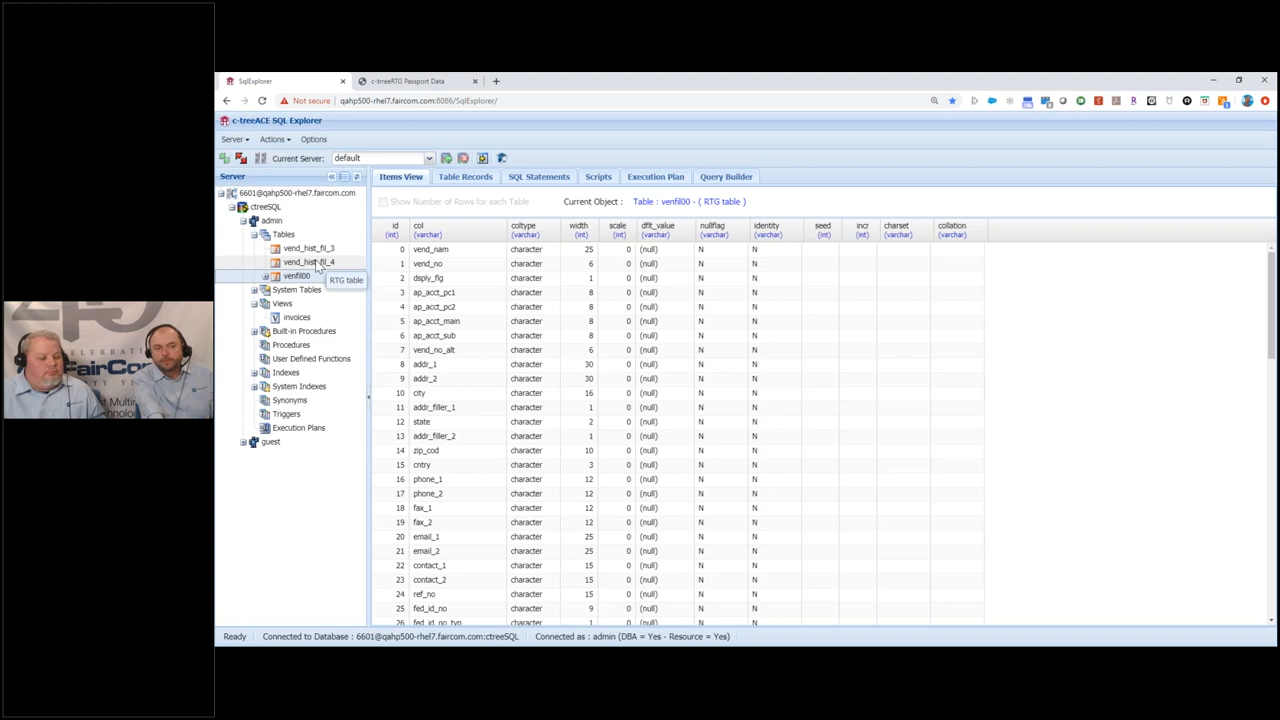 SqlExplorer
c-treeRTG Passport Data
Not secure qahp500-rhel7.faircom.com:8086/SqlExplorer/
c-treeACE SQL Explorer
Server Actions Options
Current Server: default
Server
Items View Table Records SQL Statements Scripts Execution Plan Query Builder
6601@qahp500-rhel7.faircom.com
ctreeSQL
admin
Tables
vend_hist_fil_3
vend_hist_fil_4
venfil00
RTG table
System Tables
Views
invoices
Built-in Procedures
Procedures
User Defined Functions
Indexes
System Indexes
Synonyms
Triggers
Execution Plans
guest
Show Number of Rows for each Table Current Object : Table : venfil00 - ( RTG table )
id col coltype width scale dflt_value nullflag identity seed incr charset collation
(int) (varchar) (varchar) (int) (int) (varchar) (varchar) (varchar) (int) (int) (varchar) (varchar)
0 vend_nam character 25 0 (null) N N
1 vend_no character 6 0 (null) N N
2 dsply_flg character 1 0 (null) N N
3 ap_acct_pc1 character 8 0 (null) N N
4 ap_acct_pc2 character 8 0 (null) N N
5 ap_acct_main character 8 0 (null) N N
6 ap_acct_sub character 8 0 (null) N N
7 vend_no_alt character 6 0 (null) N N
8 addr_1 character 30 0 (null) N N
9 addr_2 character 30 0 (null) N N
10 city character 16 0 (null) N N
11 addr_filler_1 character 1 0 (null) N N
12 state character 2 0 (null) N N
13 addr_filler_2 character 1 0 (null) N N
14 zip_cod character 10 0 (null) N N
15 cntry character 3 0 (null) N N
16 phone_1 character 12 0 (null) N N
17 phone_2 character 12 0 (null) N N
18 fax_1 character 12 0 (null) N N
19 fax_2 character 12 0 (null) N N
20 email_1 character 25 0 (null) N N
21 email_2 character 25 0 (null) N N
22 contact_1 character 15 0 (null) N N
23 contact_2 character 15 0 (null) N N
24 ref_no character 15 0 (null) N N
25 fed_id_no character 9 0 (null) N N
26 fed_id_no_typ character 1 0 (null) N N
Ready Connected to Database : 6601@qahp500-rhel7.faircom.com:ctreeSQL Connected as : admin (DBA = Yes - Resource = Yes)